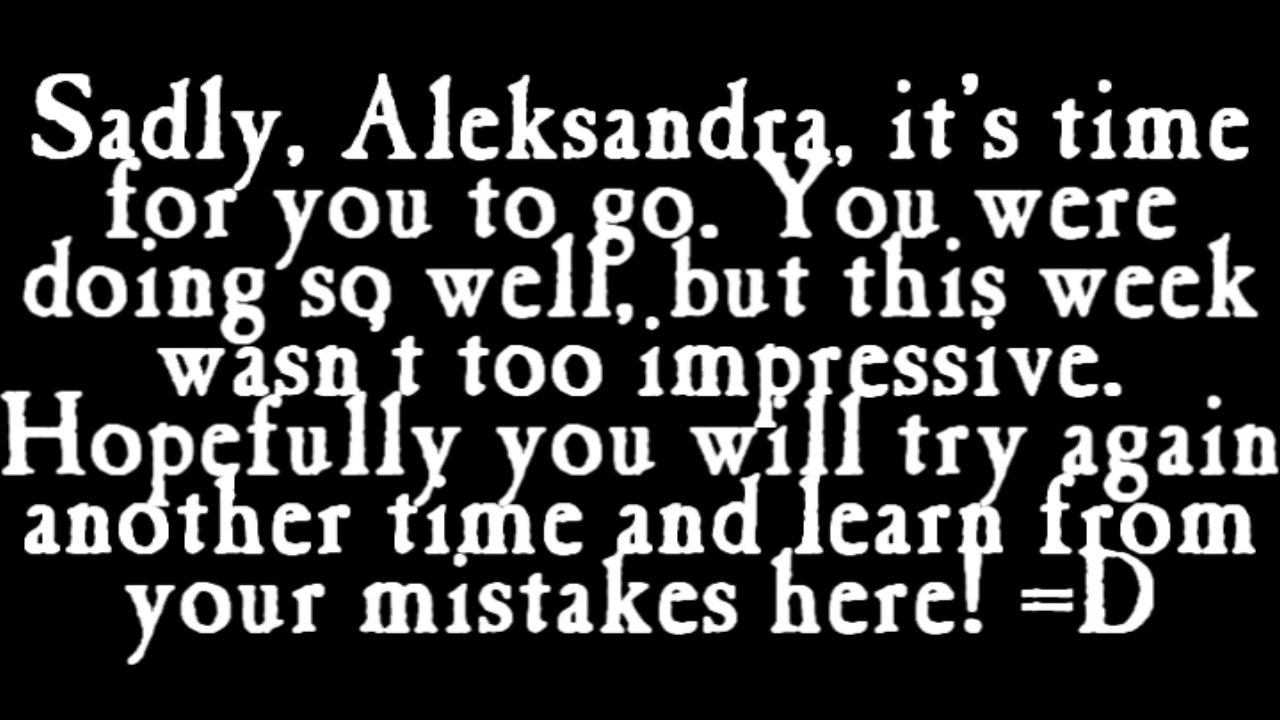 Sadly, Aleksandra, it's time
for you to go. You were
doing so well, but this week
wasn't too impressive.
Hopefully you will try again
another time and learn from
your mistakes here! =D